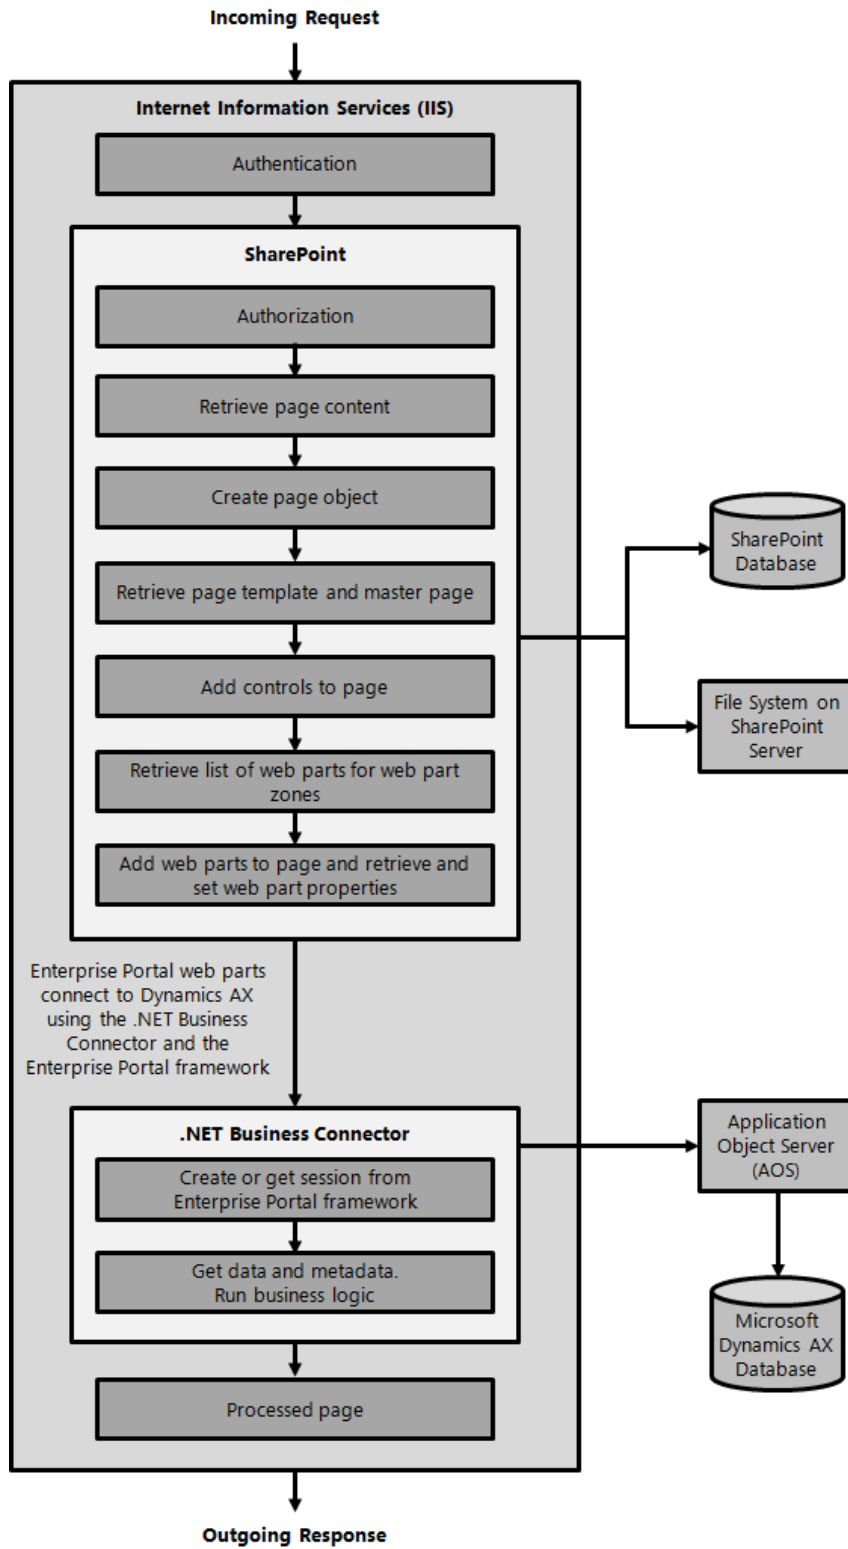 Incoming Request
Internet Information Services (IIS)
Authentication
SharePoint
Authorization
Retrieve page content
Create page object
Retrieve page template and master page
Add controls to page
Retrieve list of web parts for web part
zones
Add web parts to page and retrieve and
set web part properties
SharePoint
Database
File System on
SharePoint
Server
Enterprise Portal web parts
connect to Dynamics AX
using the .NET Business
Connector and the
Enterprise Portal framework
.NET Business Connector
Create or get session from
Enterprise Portal framework
Get data and metadata.
Run business logic
Application
Object Server
(AOS)
Microsoft
Dynamics AX
Database
Processed page
Outgoing Response